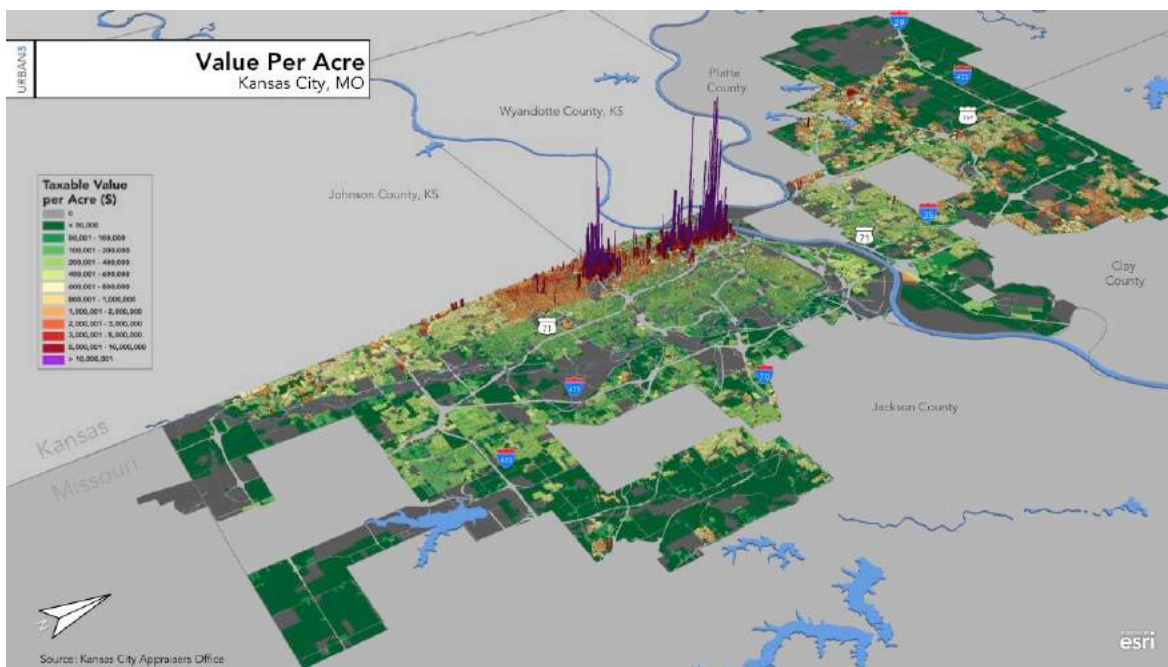 URBAN3
Value Per Acre
Kansas City, MO
Platte
County
Wyandotte County, KS
Johnson County, KS
Taxable Value
per Acre ($)
0
50,001 - 100,000
100,001 - 200,000
200,001 - 400,000
400,001 - 600,000
600,001 - 800,000
800,001 - 1,000,000
1,000,001 - 2,000,000
2,000,001 - 3,000,000
3,000,001 - 5,000,000
5,000,001 - 10,000,000
> 10,000,001
29
435
169
35
Clay
County
71
435
70
Jackson County
Kansas
Missouri
Source: Kansas City Appraisers Office
esri